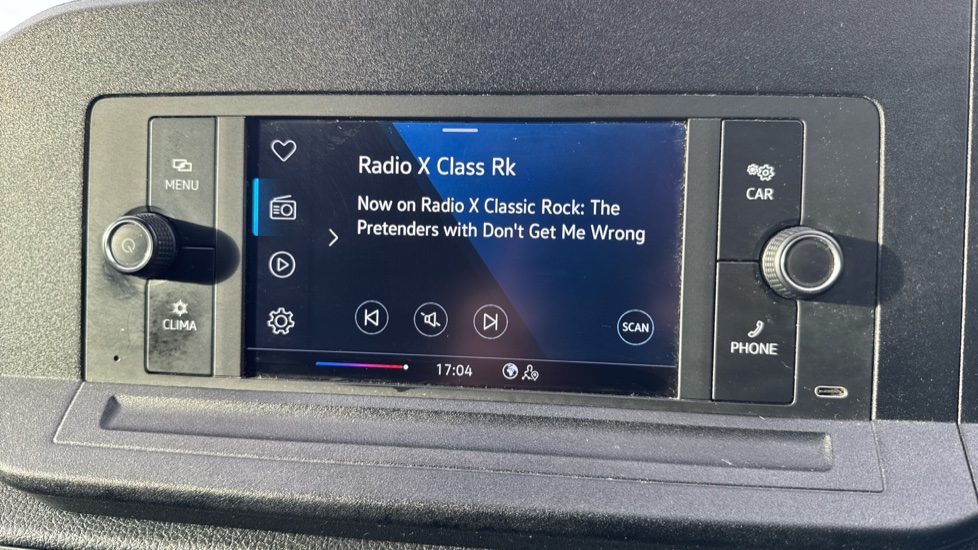 MENU
CLIMA
Radio X Class Rk
Now on Radio X Classic Rock: The
Pretenders with Don't Get Me Wrong
SCAN
17:04
CAR
PHONE